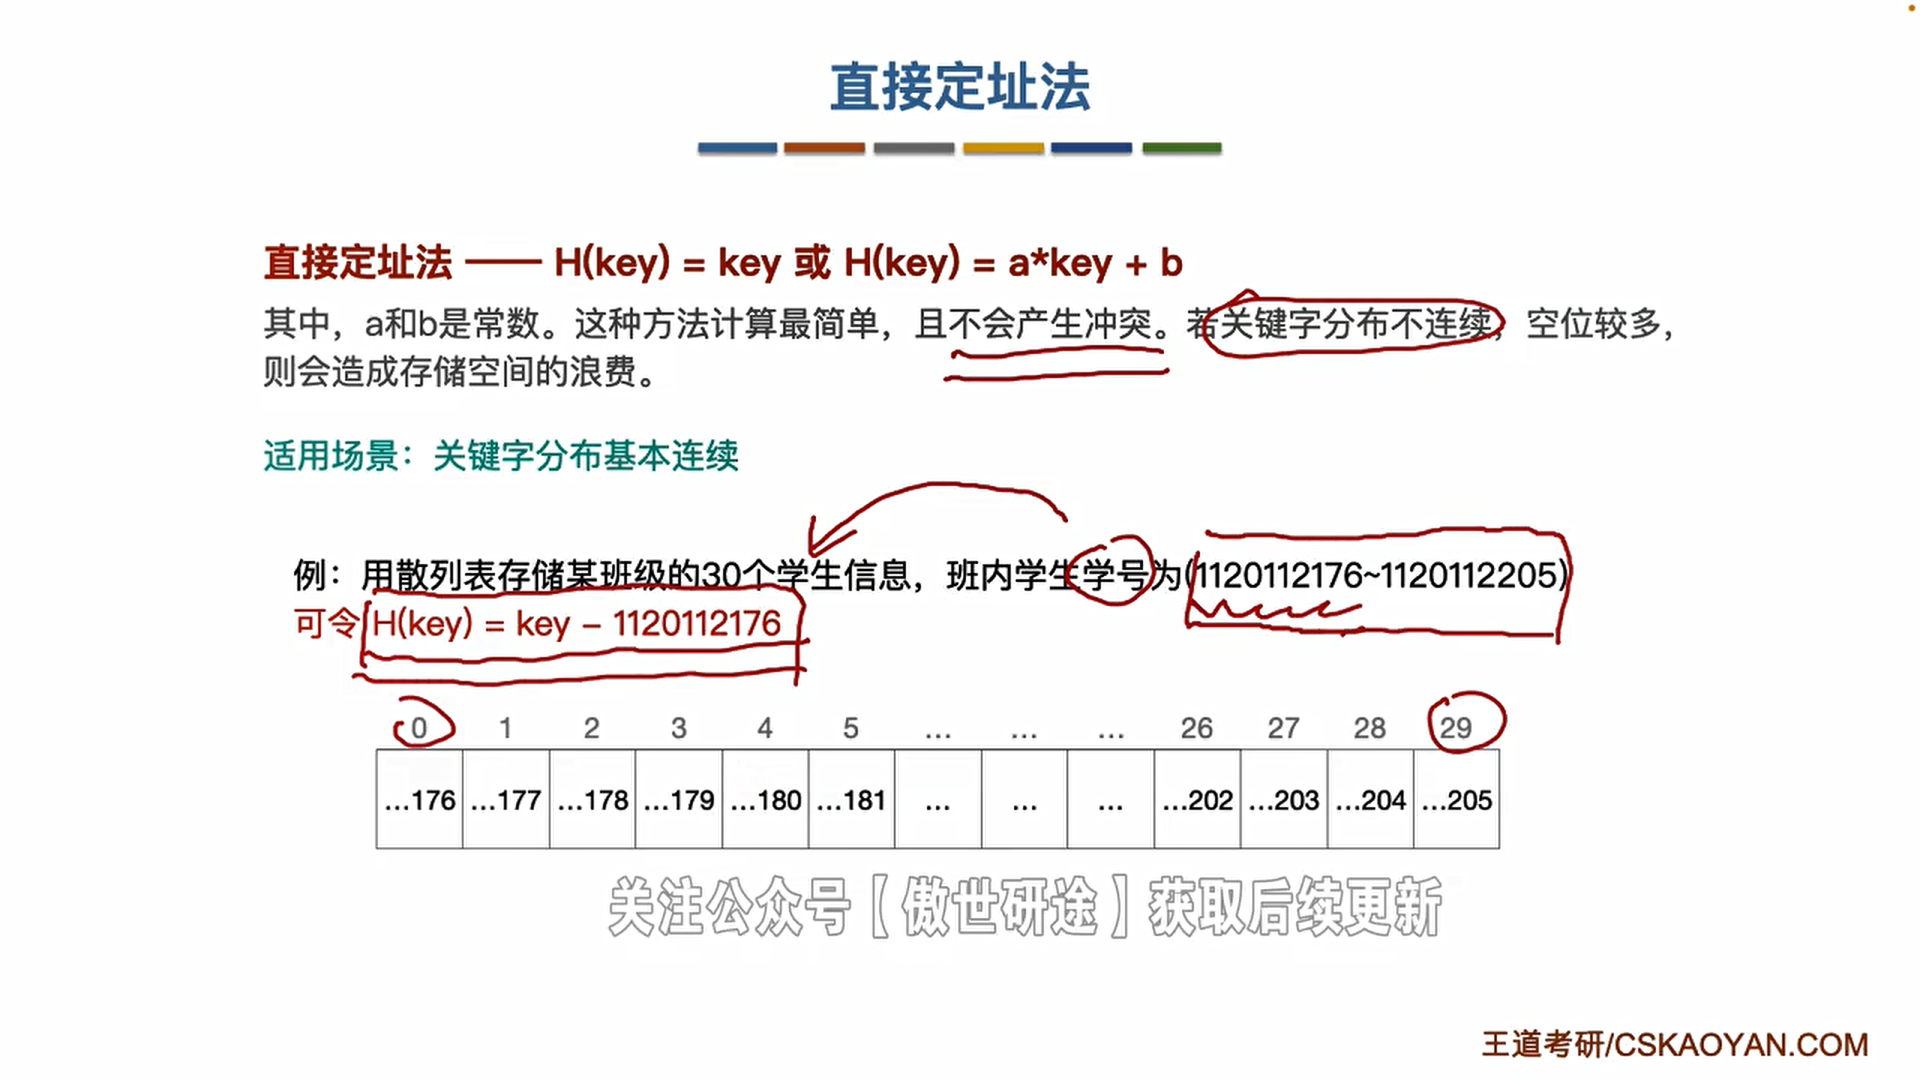 直接定址法
直接定址法 —— H(key) = key 或 H(key) = a*key + b
其中，a和b是常数。这种方法计算最简单，且不会产生冲突。若关键字分布不连续，空位较多，
则会造成存储空间的浪费。
适用场景：关键字分布基本连续
例：用散列表存储某班级的30个学生信息，班内学生学号为(1120112176~1120112205)
可令 H(key) = key – 1120112176
0 1 2 3 4 5 ... ... ... 26 27 28 29
...176 ...177 ...178 ...179 ...180 ...181 ... ... ... ...202 ...203 ...204 ...205
关注公众号【傲世研途】获取后续更新
王道考研/CSKAOYAN.COM